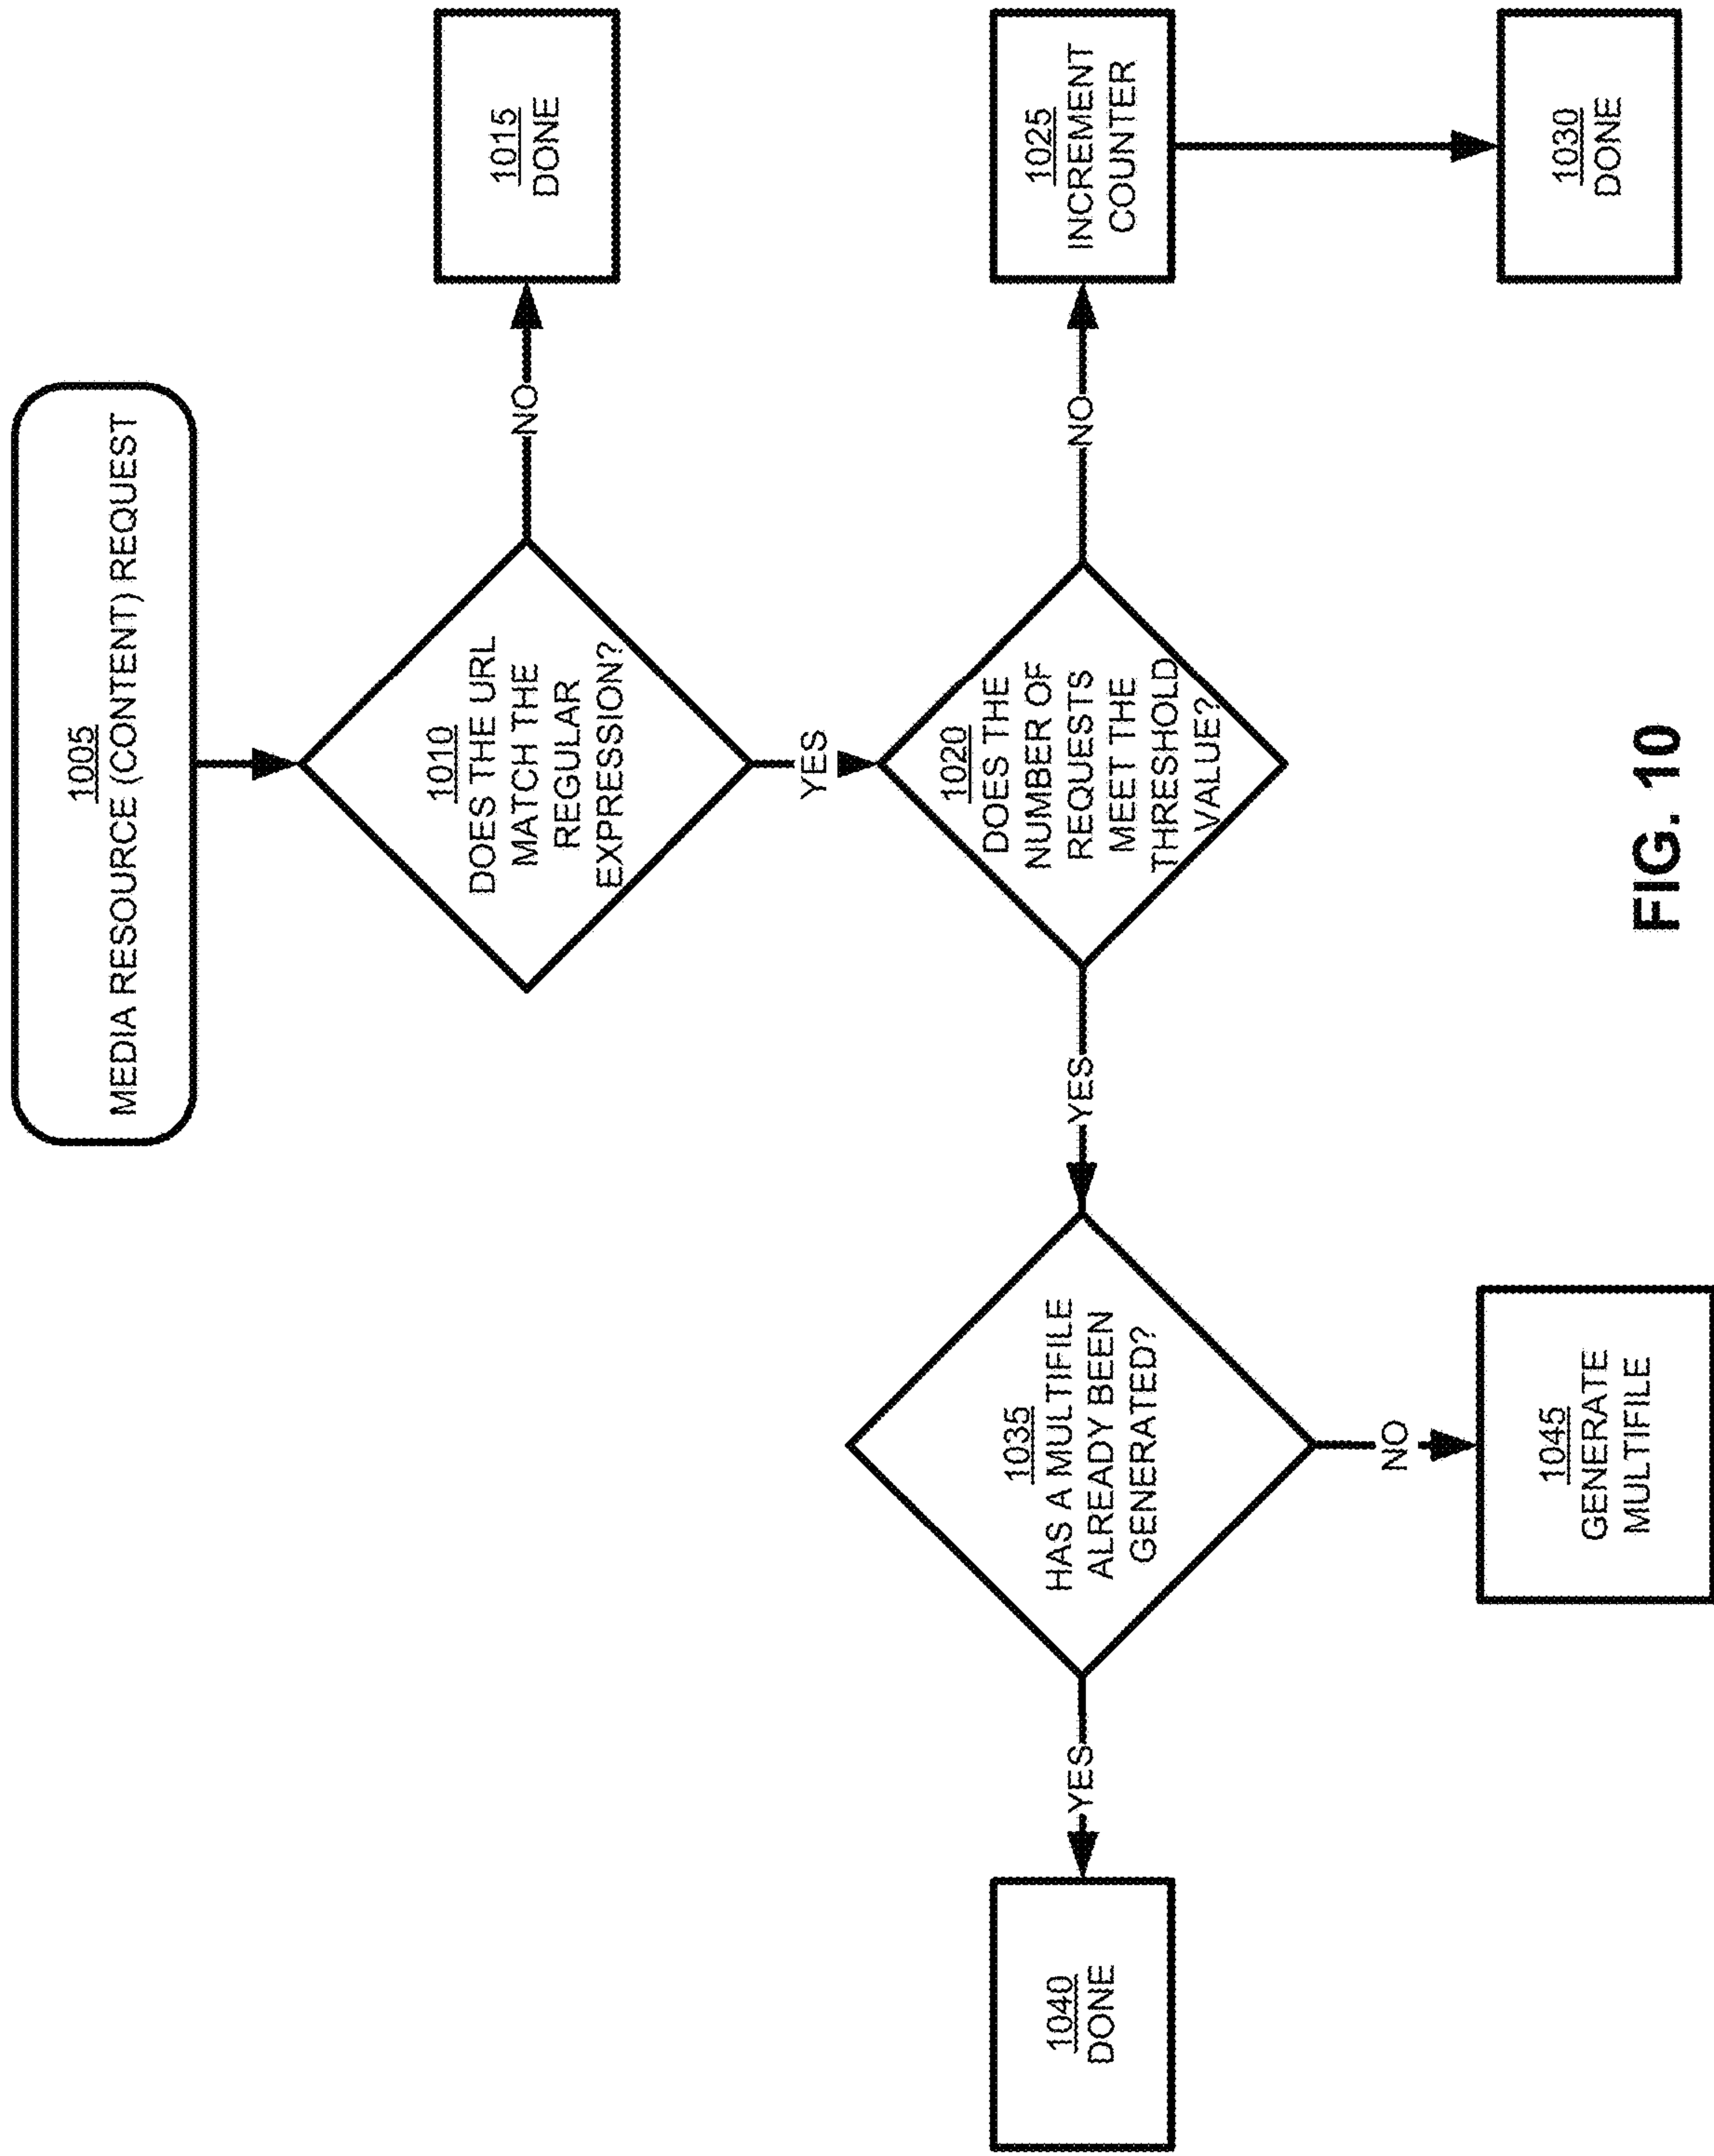 1005
MEDIA RESOURCE (CONTENT) REQUEST
1010
DOES THE URL
MATCH THE
REGULAR
EXPRESSION?
NO
1015
DONE
YES
1020
DOES THE
NUMBER OF
REQUESTS
MEET THE
THRESHOLD
VALUE?
NO
1025
INCREMENT
COUNTER
1030
DONE
YES
1035
HAS A MULTIFILE
ALREADY BEEN
GENERATED?
YES
1040
DONE
NO
1045
GENERATE
MULTIFILE
FIG. 10